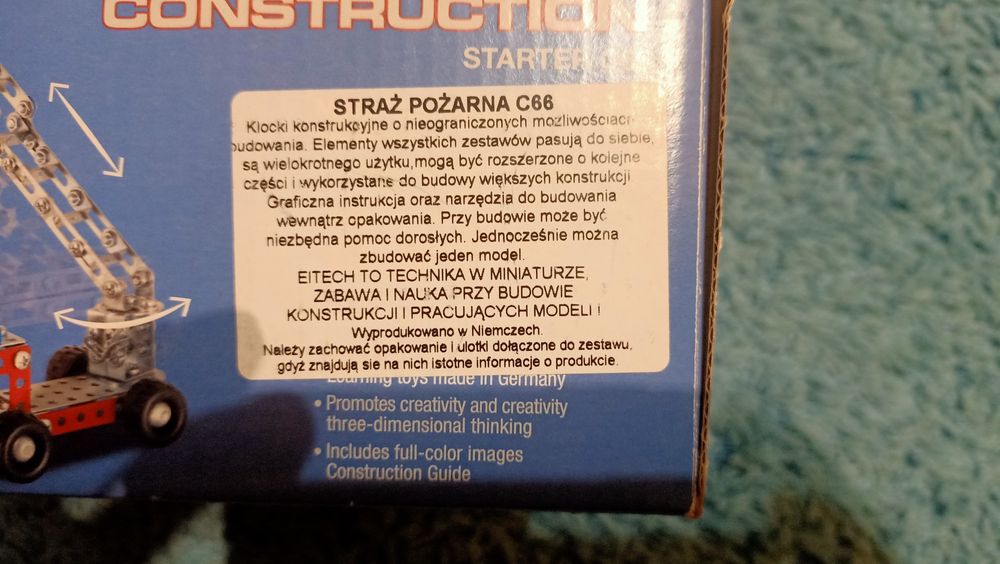 CONSTRUCTION
STARTER
STRAŻ POŻARNA C66
Klocki konstrukcyjne o nieograniczonych możliwościach
budowania. Elementy wszystkich zestawów pasują do siebie,
są wielokrotnego użytku,mogą być rozszerzone o kolejne
części i wykorzystane do budowy większych konstrukcji
Graficzna instrukcja oraz narzędzia do budowania
wewnątrz opakowania. Przy budowie może być
niezbędna pomoc dorosłych. Jednocześnie można
zbudować jeden model.
EITECH TO TECHNIKA W MINIATURZE,
ZABAWA I NAUKA PRZY BUDOWIE
KONSTRUKCJI I PRACUJĄCYCH MODELI !
Wyprodukowano w Niemczech.
Należy zachować opakowanie i ulotki dołączone do zestawu,
gdyż znajdują sie na nich istotne informacje o produkcie.
Learning toys made in Germany
• Promotes creativity and creativity
three-dimensional thinking
• Includes full-color images
Construction Guide